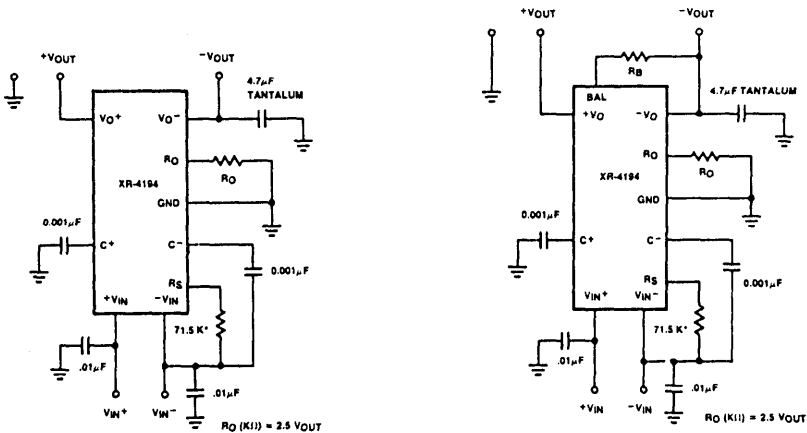 +VOUT
−VOUT
4.7μF
TANTALUM
VO+
VO−
RO
RO
XR-4194
GND
0.001μF
C+
C−
0.001μF
RS
+VIN
−VIN
71.5 K*
.01μF
.01μF
VIN+
VIN−
RO (KΩ) = 2.5 VOUT
+VOUT
−VOUT
RB
BAL
4.7μF TANTALUM
+VO
−VO
RO
RO
XR-4194
GND
0.001μF
C+
C−
0.001μF
RS
VIN+
VIN−
71.5K*
.01μF
.01μF
+VIN
−VIN
RO (KΩ) = 2.5 VOUT